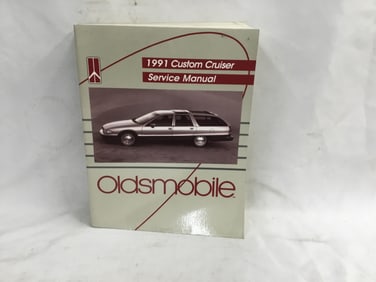 1991 Custom Cruiser
Service Manual
Oldsmobile